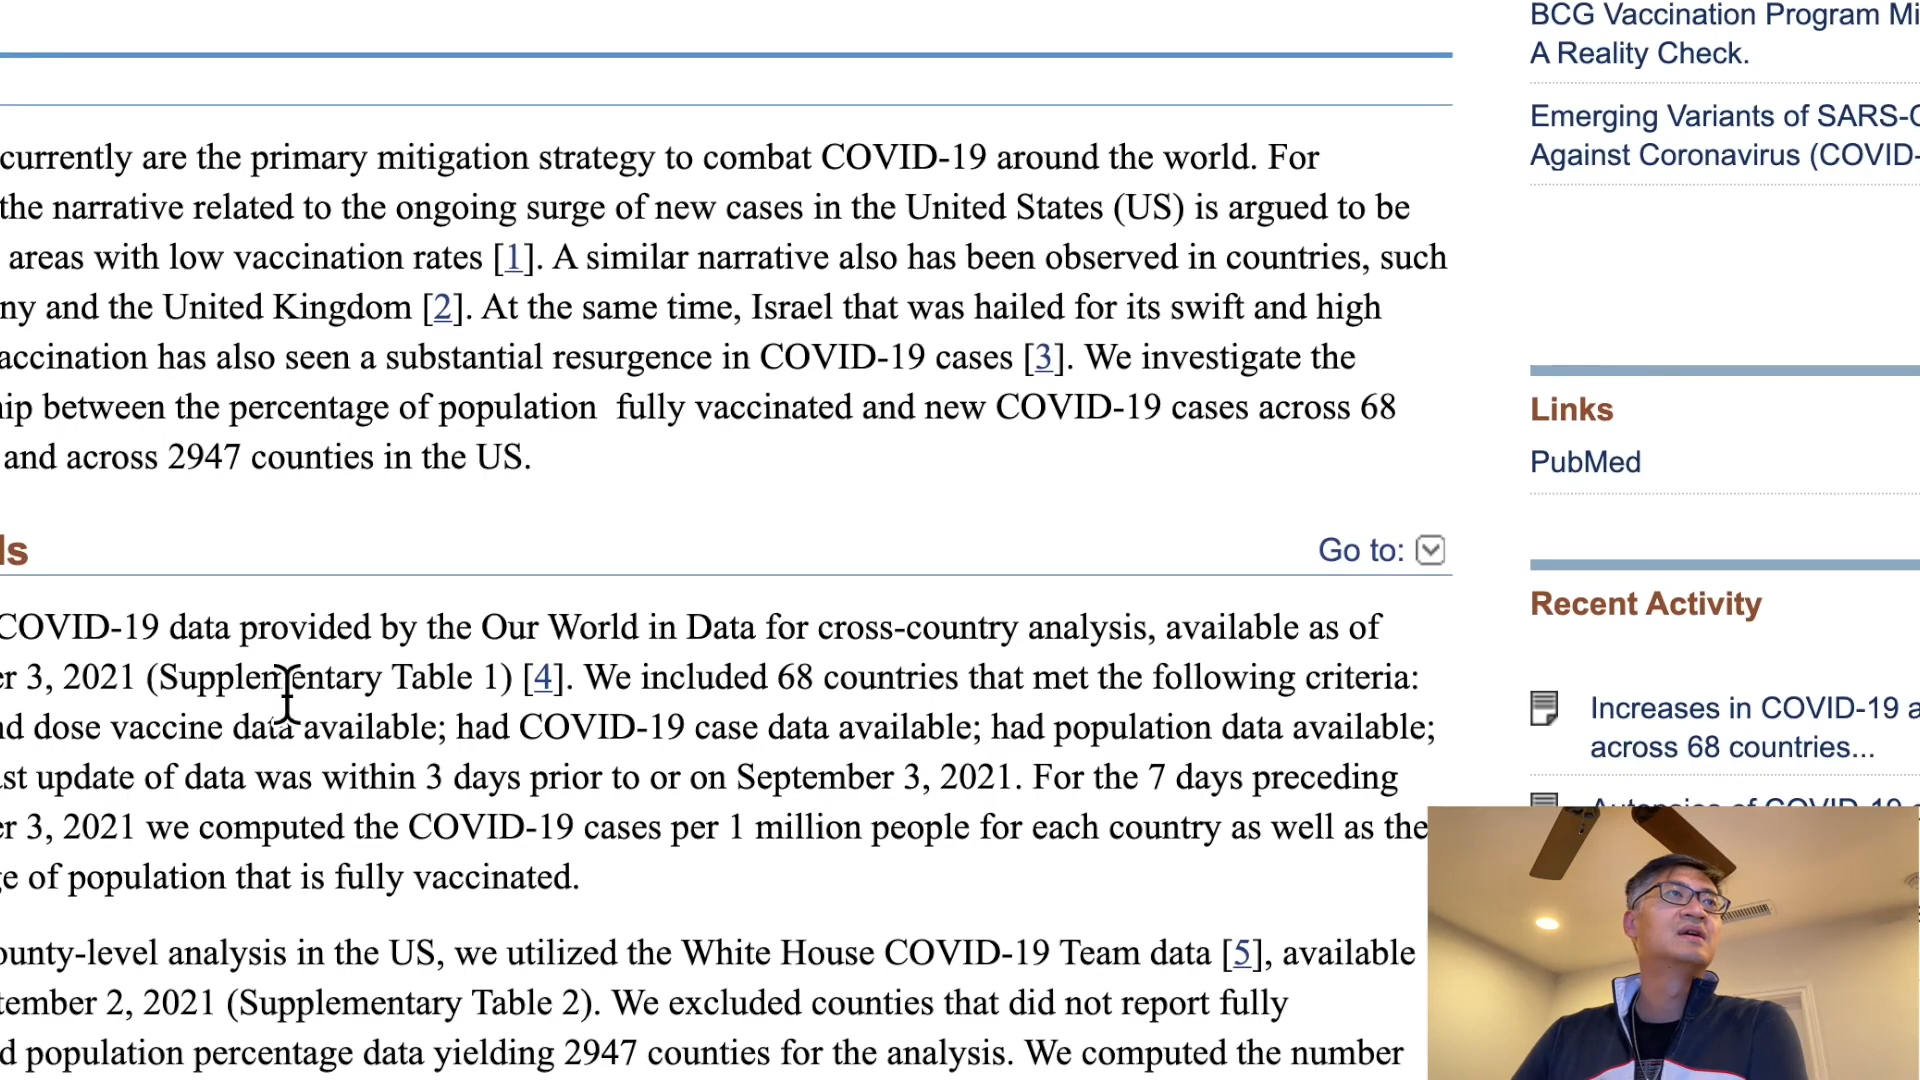 currently are the primary mitigation strategy to combat COVID-19 around the world. For
the narrative related to the ongoing surge of new cases in the United States (US) is argued to be
areas with low vaccination rates [1]. A similar narrative also has been observed in countries, such
ny and the United Kingdom [2]. At the same time, Israel that was hailed for its swift and high
accination has also seen a substantial resurgence in COVID-19 cases [3]. We investigate the
ip between the percentage of population fully vaccinated and new COVID-19 cases across 68
and across 2947 counties in the US.
ls
Go to:
COVID-19 data provided by the Our World in Data for cross-country analysis, available as of
er 3, 2021 (Supplementary Table 1) [4]. We included 68 countries that met the following criteria:
nd dose vaccine data available; had COVID-19 case data available; had population data available;
ast update of data was within 3 days prior to or on September 3, 2021. For the 7 days preceding
er 3, 2021 we computed the COVID-19 cases per 1 million people for each country as well as the
ge of population that is fully vaccinated.
ounty-level analysis in the US, we utilized the White House COVID-19 Team data [5], available
tember 2, 2021 (Supplementary Table 2). We excluded counties that did not report fully
d population percentage data yielding 2947 counties for the analysis. We computed the number
BCG Vaccination Program Mi
A Reality Check.
Emerging Variants of SARS-C
Against Coronavirus (COVID-
Links
PubMed
Recent Activity
Increases in COVID-19 a
across 68 countries...